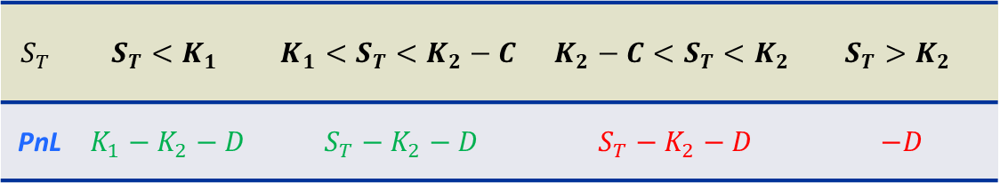 S_T S_T < K_1 K_1 < S_T < K_2 − C K_2 − C < S_T < K_2 S_T > K_2
PnL K_1 − K_2 − D S_T − K_2 − D S_T − K_2 − D −D